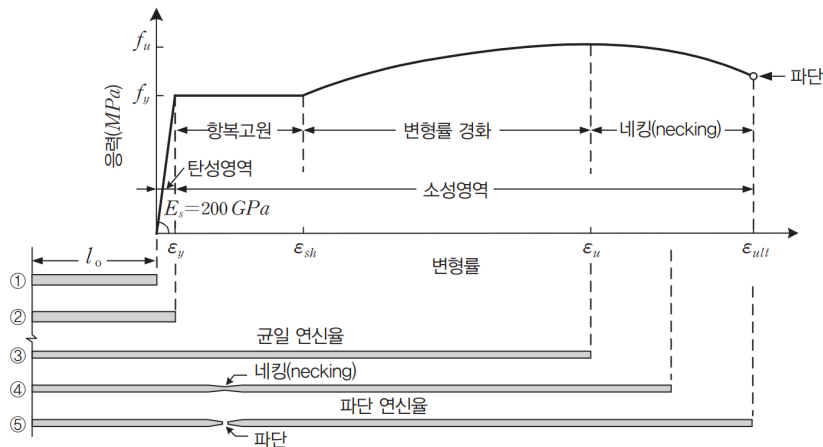 f_u
f_y
응력(MPa)
파단
항복고원
변형률 경화
네킹(necking)
탄성영역
소성영역
E_s=200 GPa
l_o
ε_y
ε_sh
변형률
ε_u
ε_ult
①
②
균일 연신율
③
네킹(necking)
④
파단 연신율
⑤
파단